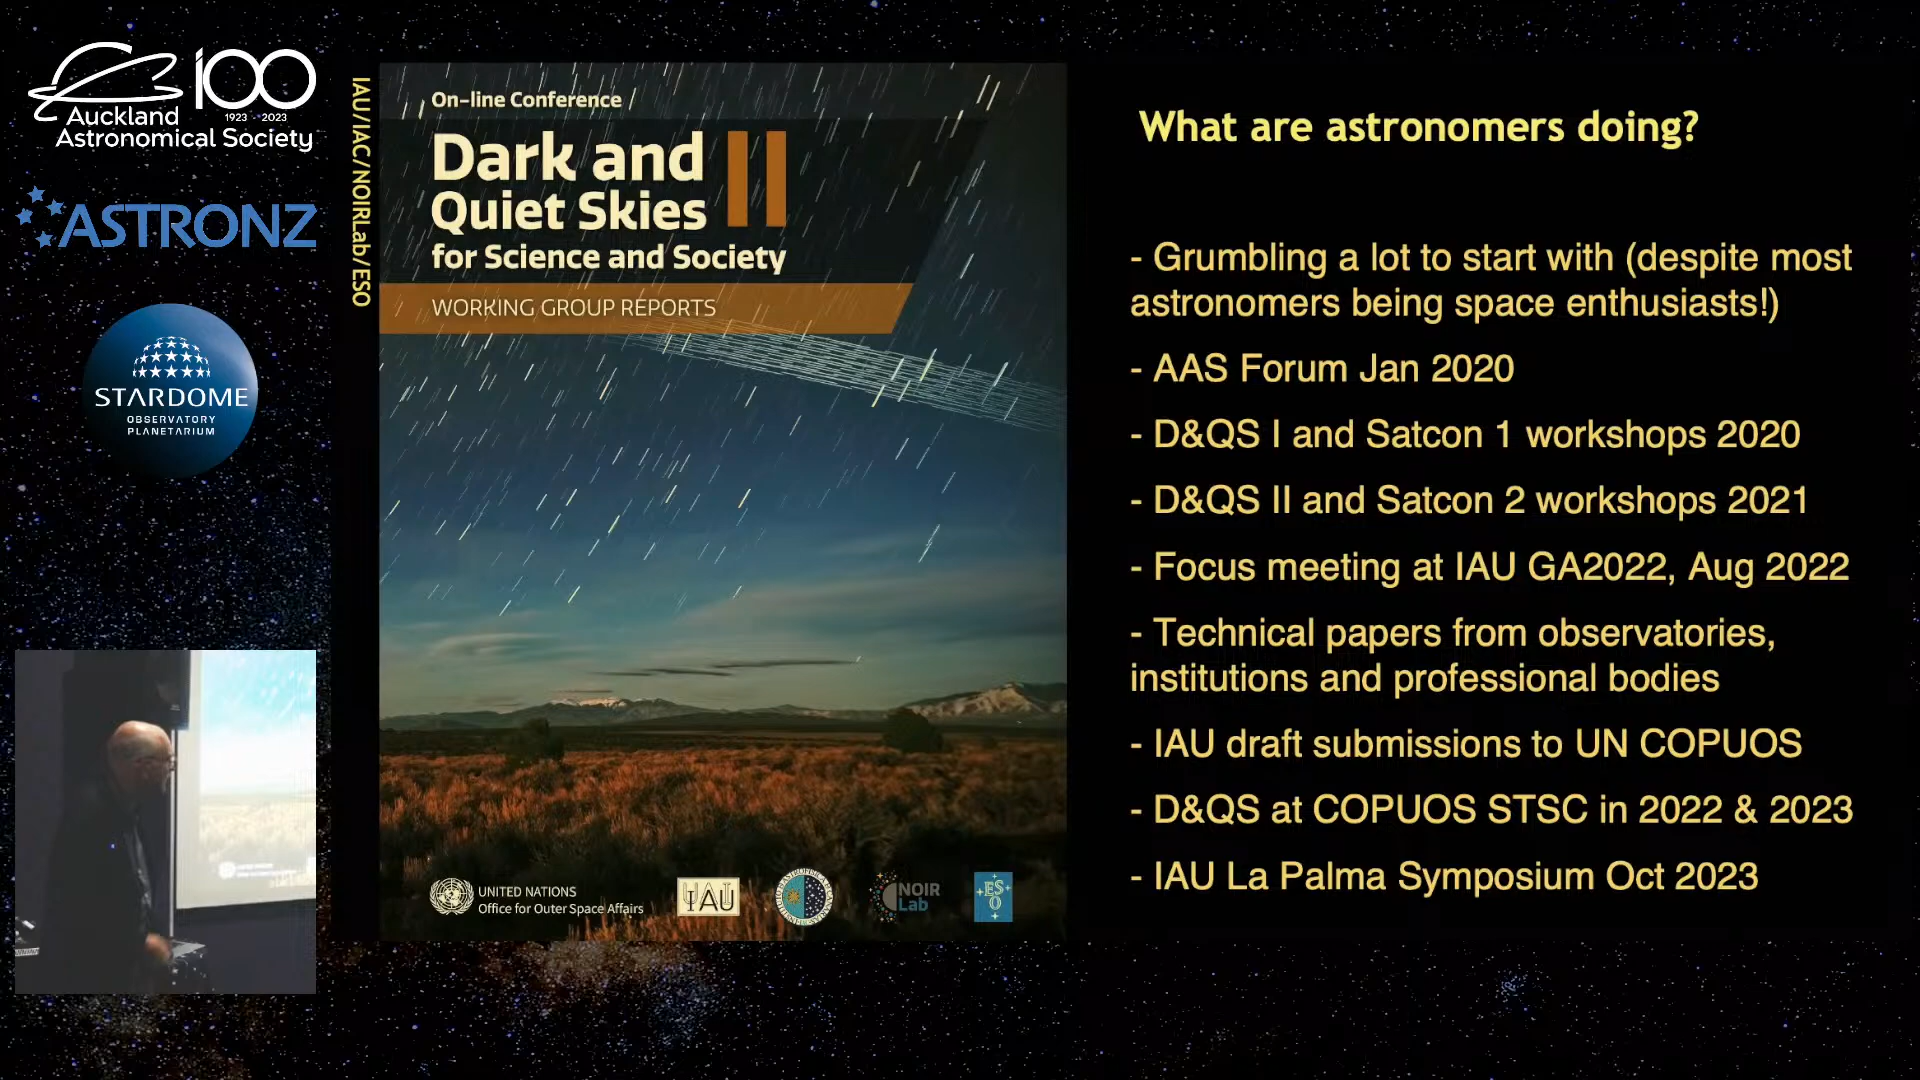 100
1923 - 2023
Auckland
Astronomical Society
ASTRONZ
STARDOME
OBSERVATORY
PLANETARIUM
IAU/IAC/NOIRLab/ESO
On-line Conference
Dark and
Quiet Skies II
for Science and Society
WORKING GROUP REPORTS
UNITED NATIONS
Office for Outer Space Affairs
IAU
NOIR
Lab
ES
O
What are astronomers doing?
- Grumbling a lot to start with (despite most
astronomers being space enthusiasts!)
- AAS Forum Jan 2020
- D&QS I and Satcon 1 workshops 2020
- D&QS II and Satcon 2 workshops 2021
- Focus meeting at IAU GA2022, Aug 2022
- Technical papers from observatories,
institutions and professional bodies
- IAU draft submissions to UN COPUOS
- D&QS at COPUOS STSC in 2022 & 2023
- IAU La Palma Symposium Oct 2023